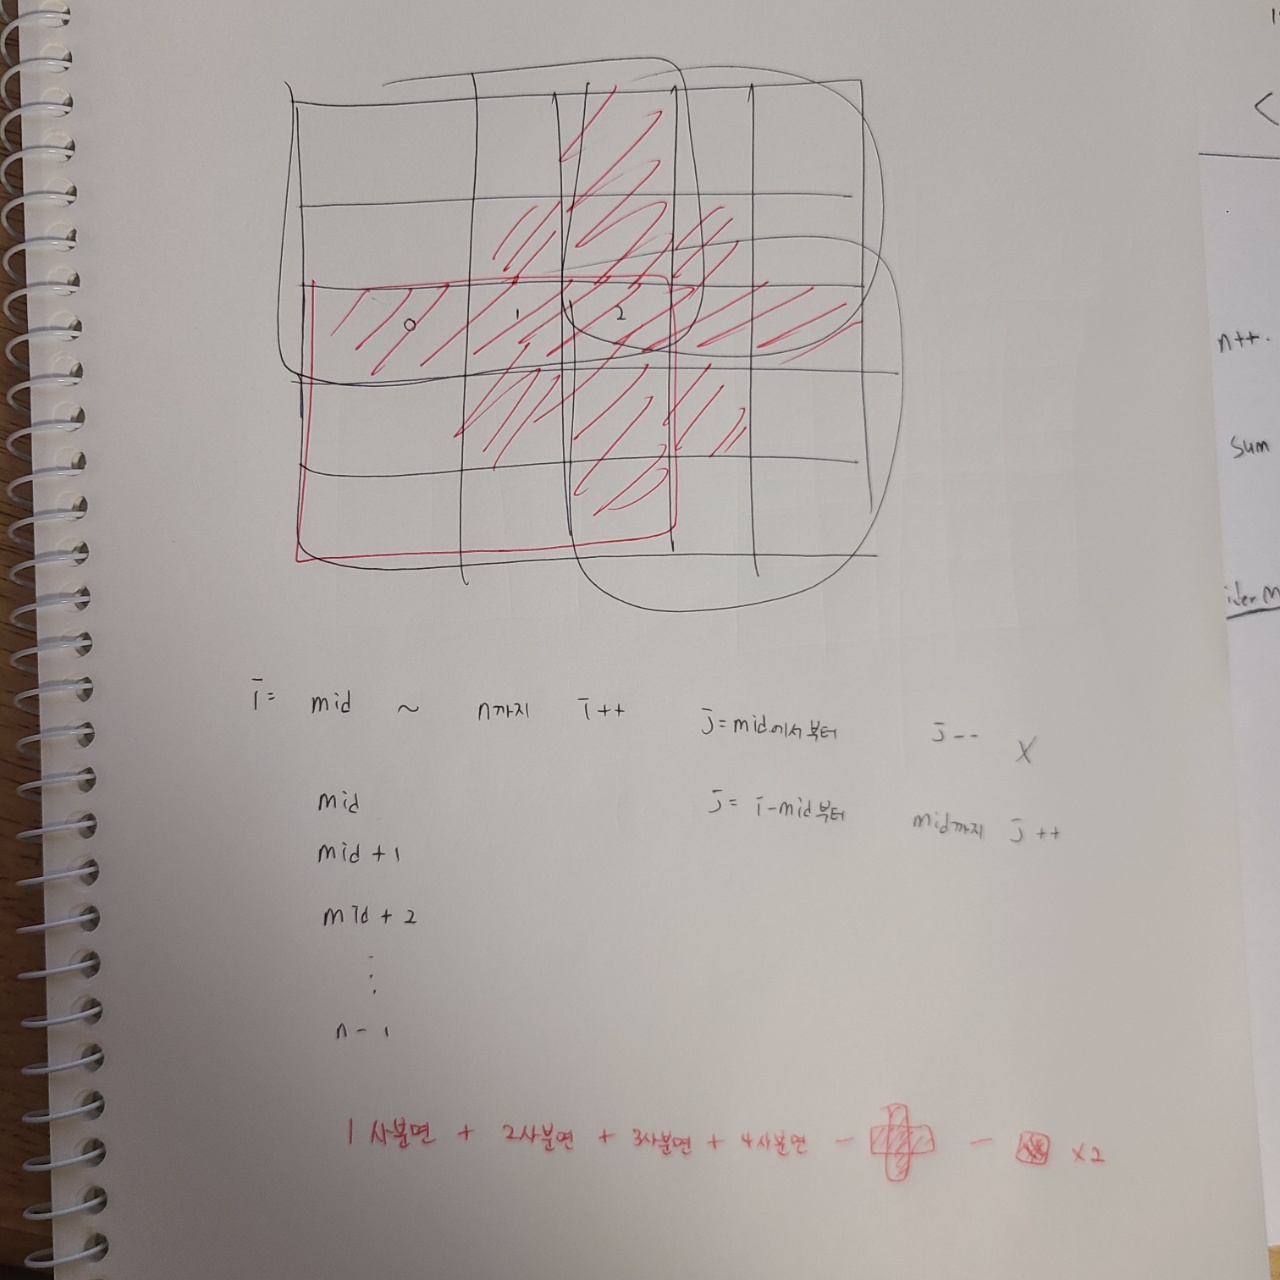 0 1 2
n++.
Sum
i = mid ~ n까지 i++ j=mid에서부터 j-- X
mid j= i-mid부터 mid까지 j++
mid + 1
mid + 2
⋮
n - 1
1사분면 + 2사분면 + 3사분면 + 4사분면 - - x2